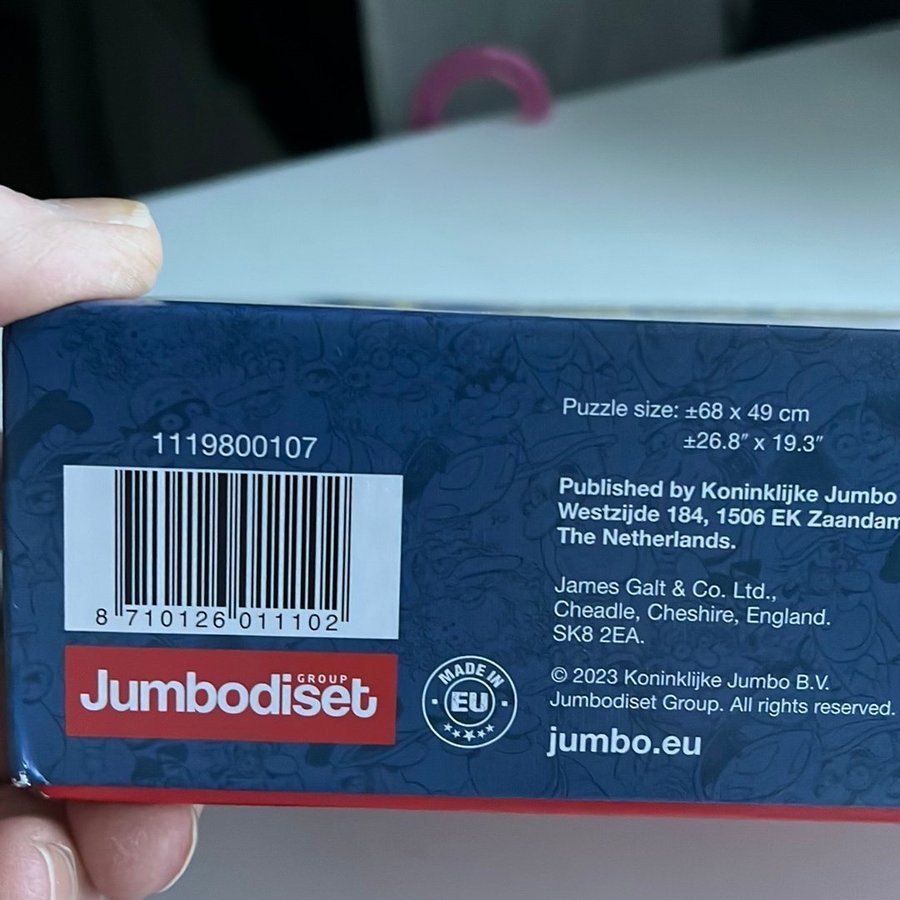 1119800107
8 710126 011102
GROUP
Jumbodiset
MADE IN
EU
Puzzle size: ±68 x 49 cm
±26.8″ x 19.3″
Published by Koninklijke Jumbo
Westzijde 184, 1506 EK Zaandam
The Netherlands.
James Galt & Co. Ltd.,
Cheadle, Cheshire, England.
SK8 2EA.
© 2023 Koninklijke Jumbo B.V.
Jumbodiset Group. All rights reserved.
jumbo.eu